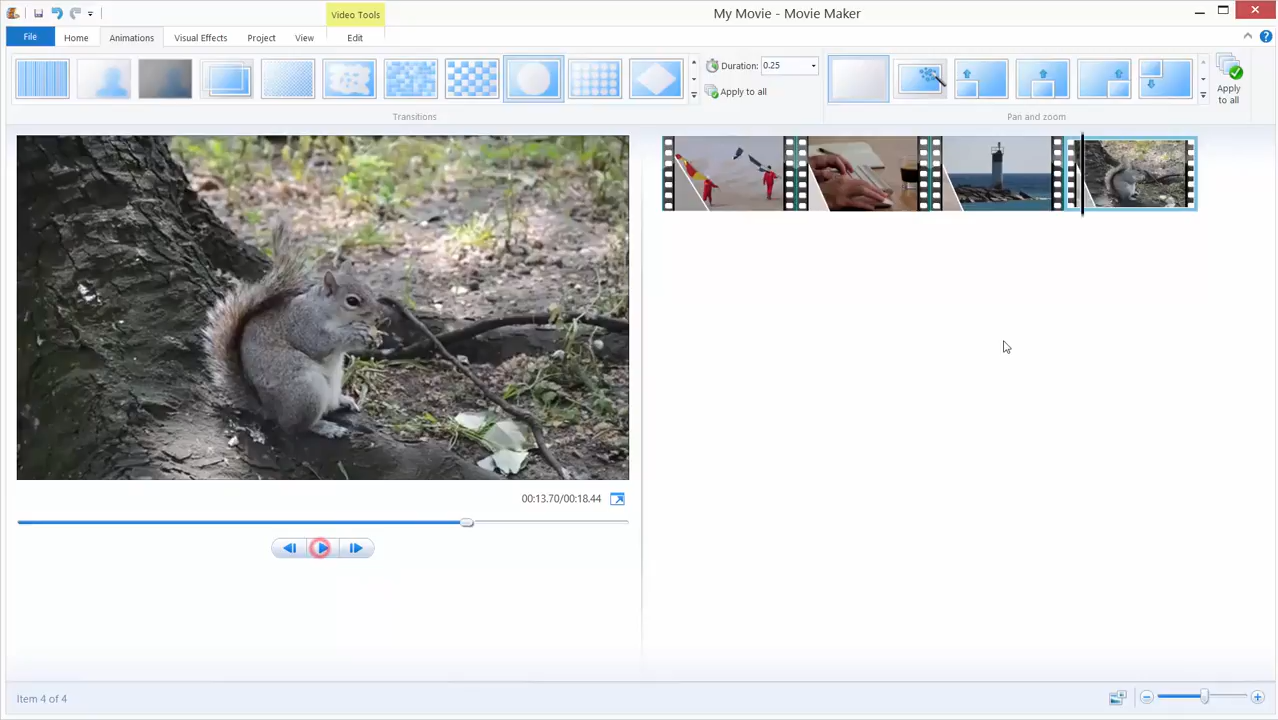 Video Tools
My Movie - Movie Maker
File
Home
Animations
Visual Effects
Project
View
Edit
Duration:
0.25
Apply to all
Apply
to all
Transitions
Pan and zoom
00:13.70/00:18.44
Item 4 of 4